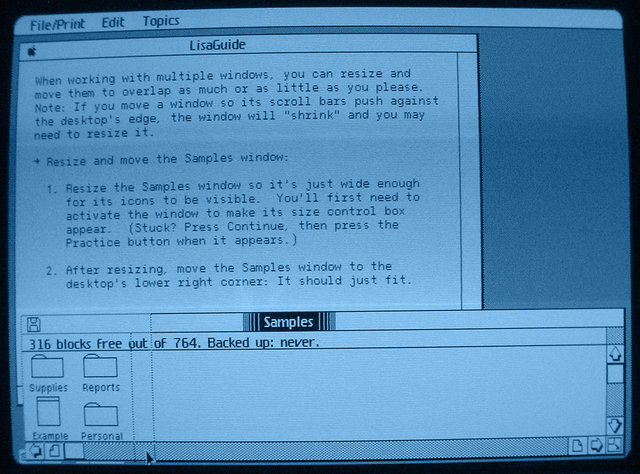 File/Print Edit Topics
LisaGuide
When working with multiple windows, you can resize and
move them to overlap as much or as little as you please.
Note: If you move a window so its scroll bars push against
the desktop's edge, the window will "shrink" and you may
need to resize it.
→ Resize and move the Samples window:
1. Resize the Samples window so it's just wide enough
for its icons to be visible. You'll first need to
activate the window to make its size control box
appear. (Stuck? Press Continue, then press the
Practice button when it appears.)
2. After resizing, move the Samples window to the
desktop's lower right corner: It should just fit.
Samples
316 blocks free out of 764. Backed up: never.
Supplies Reports
Example Personal